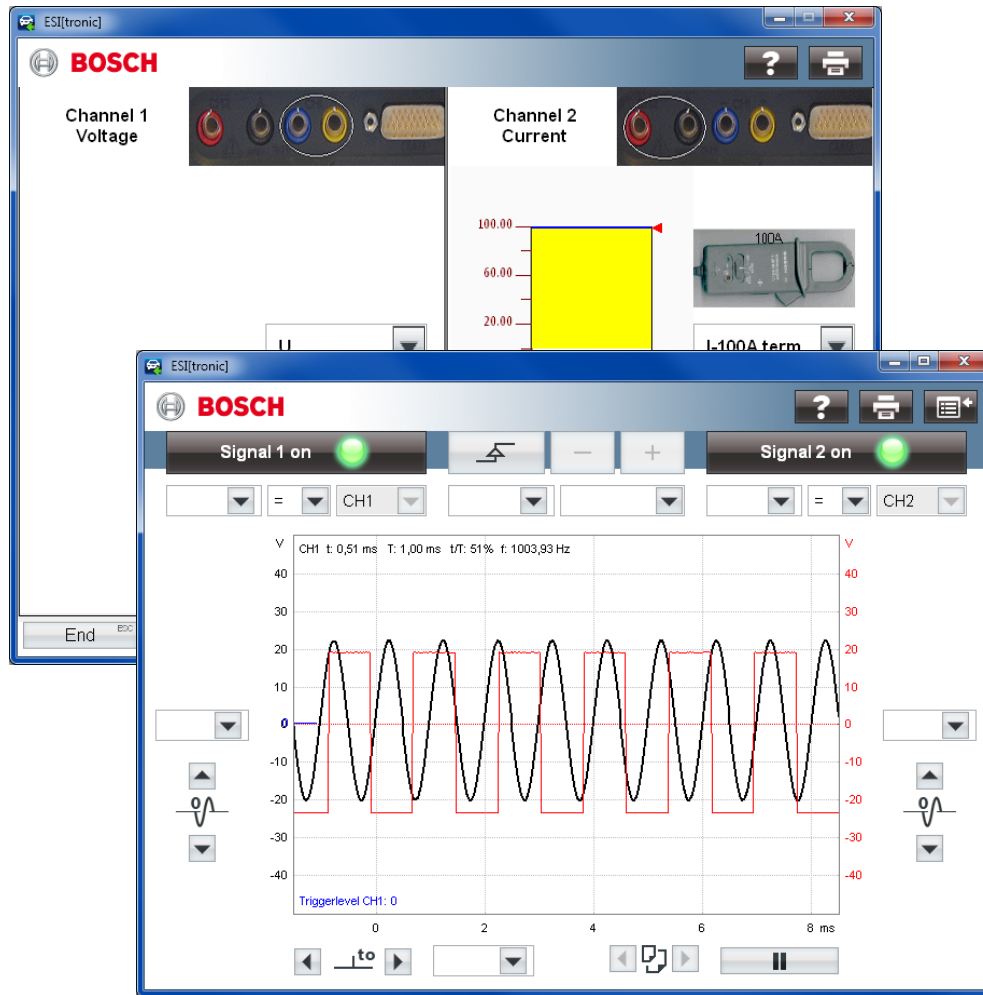 ESI[tronic]
BOSCH
?
Channel 1
Voltage
Channel 2
Current
100.00
60.00
20.00
100A
U
I-100A term
End
ESC
ESI[tronic]
BOSCH
?
Signal 1 on
Signal 2 on
− +
= CH1
= CH2
V
CH1 t: 0,51 ms T: 1,00 ms t/T: 51% f: 1003,93 Hz
V
40 40
30 30
20 20
10 10
0 0
-10 -10
-20 -20
-30 -30
-40 -40
Triggerlevel CH1: 0
0 2 4 6 8 ms
to